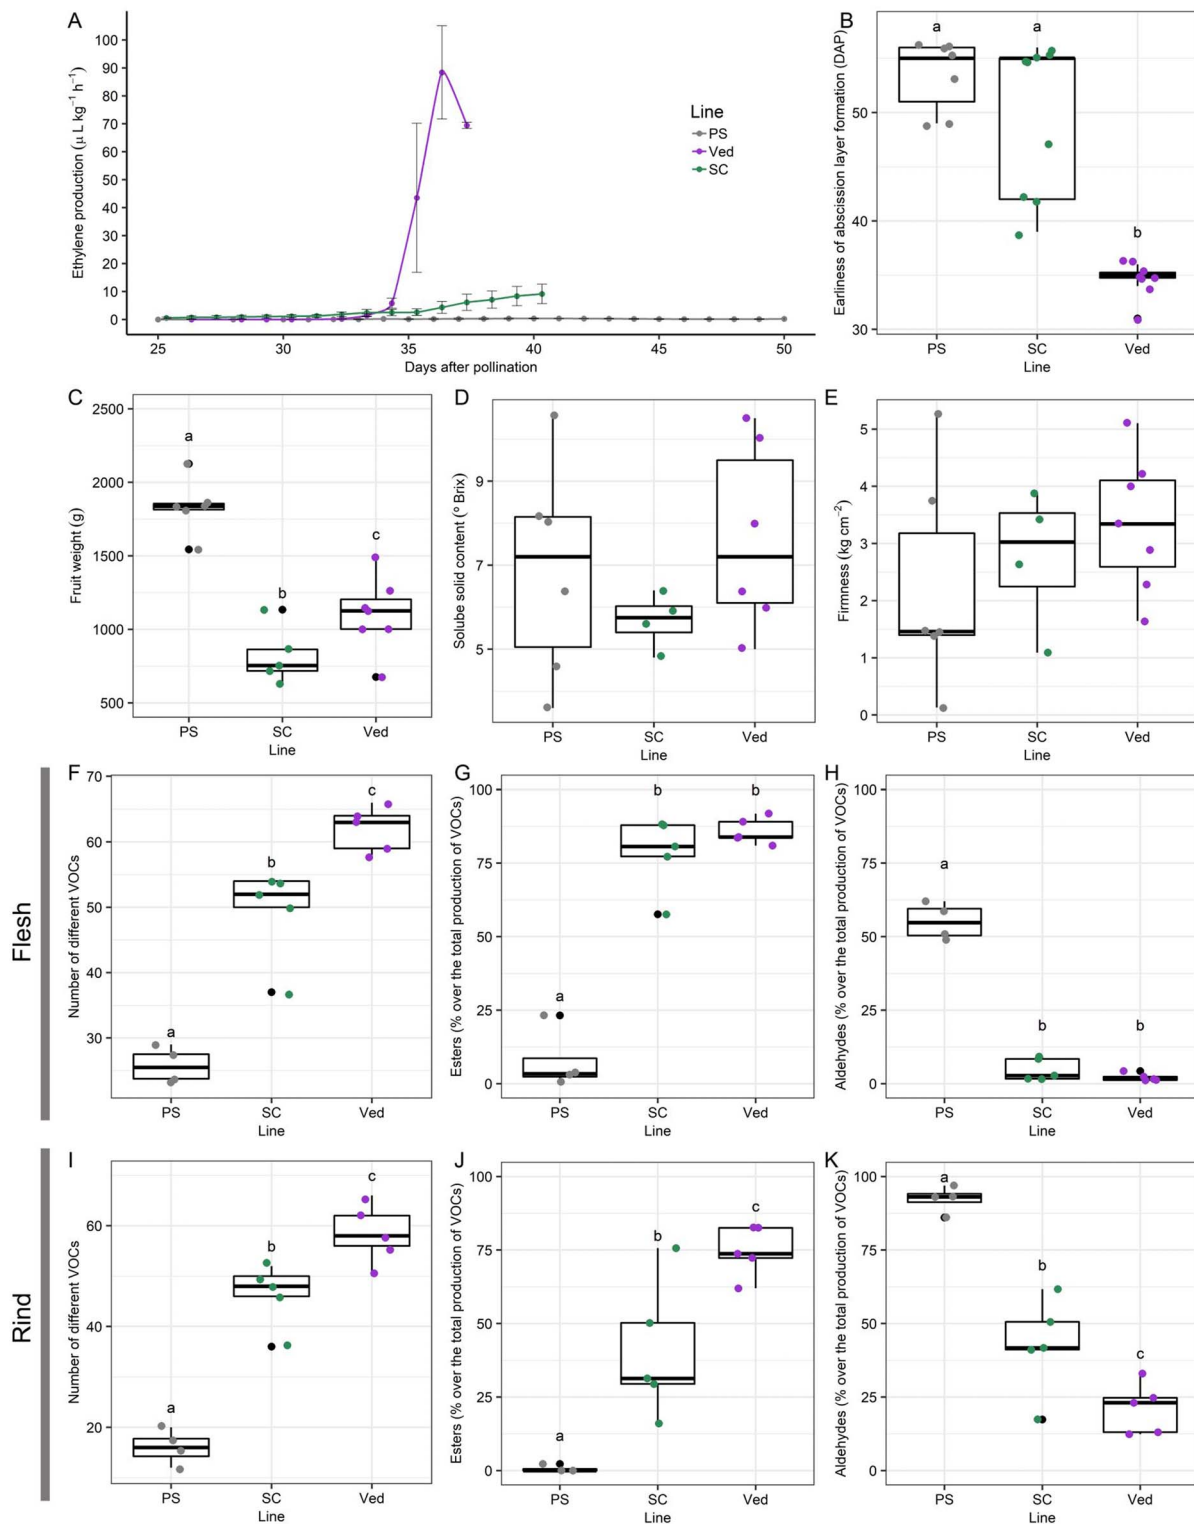 A
Ethylene production (μ L kg⁻¹ h⁻¹)
100
90
80
70
60
50
40
30
20
10
0
25
30
35
40
45
50
Days after pollination
Line
PS
Ved
SC
B
Earliness of abscission layer formation (DAP)
50
40
30
a
a
b
PS
SC
Ved
Line
C
Fruit weight (g)
2500
2000
1500
1000
500
a
b
c
PS
SC
Ved
Line
D
Solube solid content (º Brix)
9
7
5
PS
SC
Ved
Line
E
Firmness (kg cm⁻²)
5
4
3
2
1
0
PS
SC
Ved
Line
Flesh
F
Number of different VOCs
70
60
50
40
30
a
b
c
PS
SC
Ved
Line
G
Esters (% over the total production of VOCs)
100
75
50
25
0
a
b
b
PS
SC
Ved
Line
H
Aldehydes (% over the total production of VOCs)
100
75
50
25
0
a
b
b
PS
SC
Ved
Line
Rind
I
Number of different VOCs
60
40
20
a
b
c
PS
SC
Ved
Line
J
Esters (% over the total production of VOCs)
100
75
50
25
0
a
b
c
PS
SC
Ved
Line
K
Aldehydes (% over the total production of VOCs)
100
75
50
25
0
a
b
c
PS
SC
Ved
Line